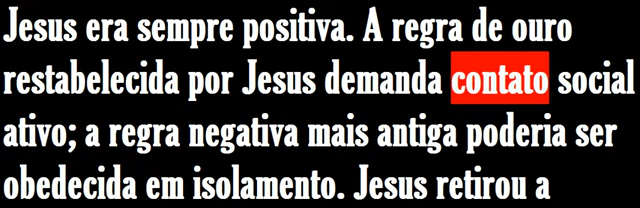 Jesus era sempre positiva. A regra de ouro
restabelecida por Jesus demanda contato social
ativo; a regra negativa mais antiga poderia ser
obedecida em isolamento. Jesus retirou a